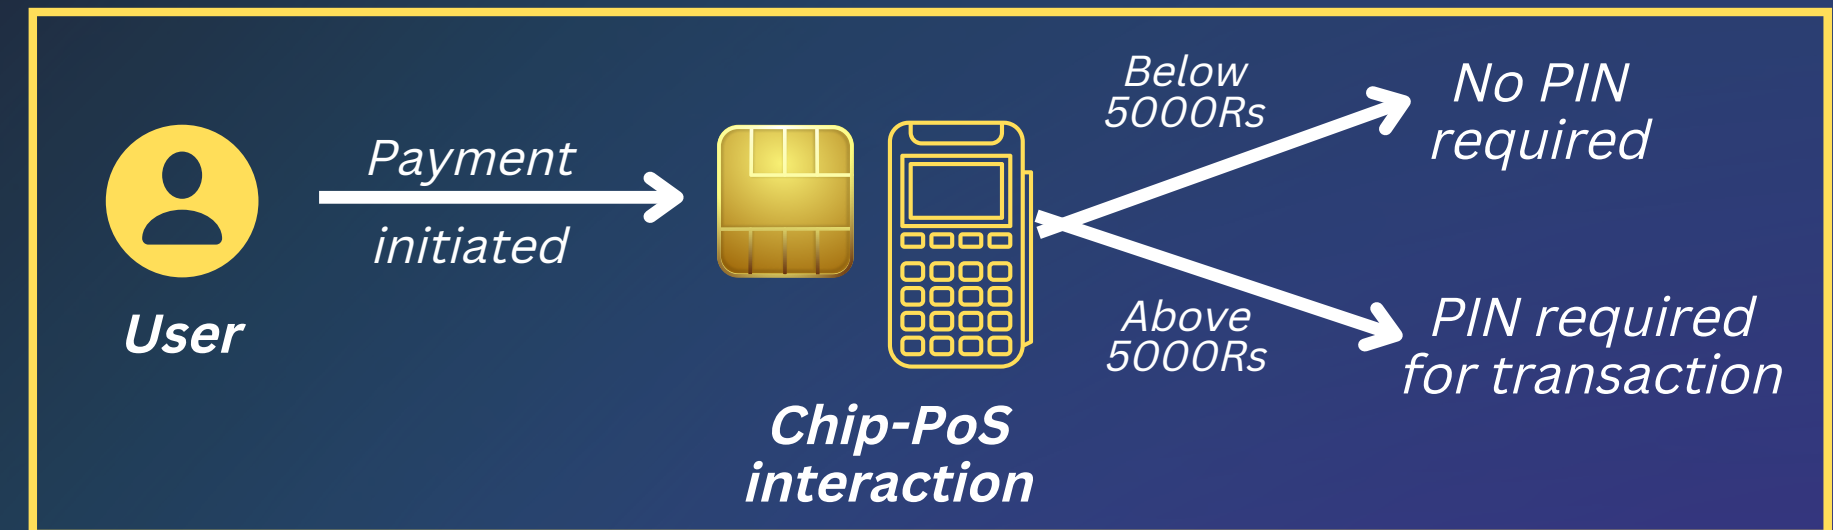 Payment
initiated
User
Chip-PoS
interaction
Below
5000Rs
No PIN
required
Above
5000Rs
PIN required
for transaction